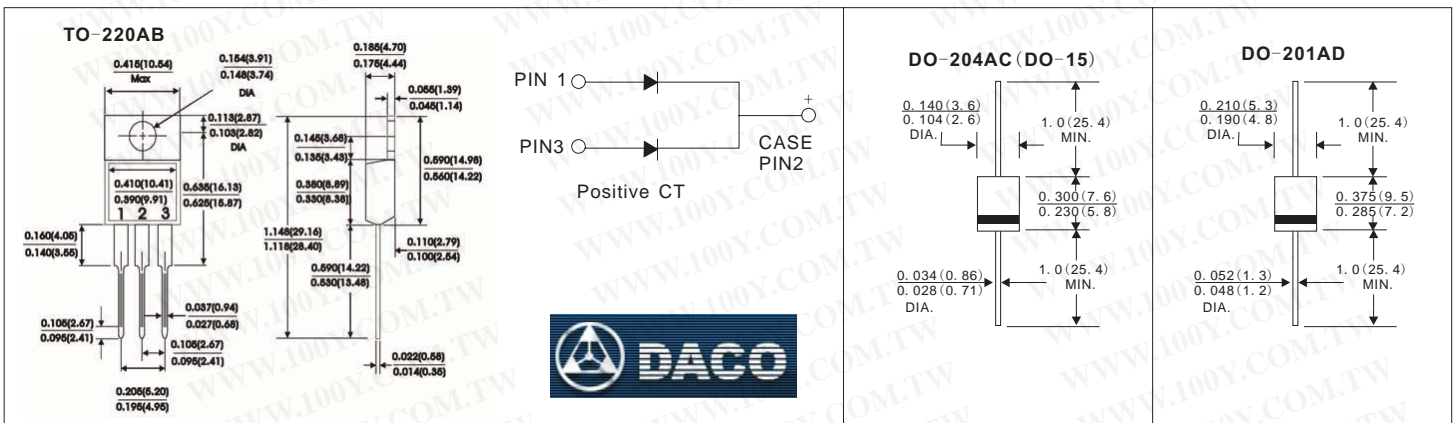 TO-220AB
0.415(10.54)
Max
0.154(3.91)
0.148(3.74)
DIA
0.113(2.87)
0.103(2.82)
DIA
0.410(10.41)
0.390(9.91)
1 2 3
0.635(16.13)
0.625(15.87)
0.160(4.05)
0.140(3.55)
0.037(0.94)
0.027(0.68)
0.105(2.67)
0.095(2.41)
0.105(2.67)
0.095(2.41)
0.205(5.20)
0.195(4.95)
0.185(4.70)
0.175(4.44)
0.055(1.39)
0.045(1.14)
0.145(3.68)
0.135(3.43)
0.590(14.98)
0.560(14.22)
0.380(8.89)
0.330(8.38)
1.148(29.16)
1.118(28.40)
0.110(2.79)
0.100(2.54)
0.590(14.22)
0.530(13.48)
0.022(0.58)
0.014(0.35)
PIN 1
PIN3
+
CASE
PIN2
Positive CT
DACO
DO-204AC(DO-15)
0.140(3.6)
0.104(2.6)
DIA.
1.0(25.4)
MIN.
0.300(7.6)
0.230(5.8)
0.034(0.86)
0.028(0.71)
DIA.
1.0(25.4)
MIN.
DO-201AD
0.210(5.3)
0.190(4.8)
DIA.
1.0(25.4)
MIN.
0.375(9.5)
0.285(7.2)
0.052(1.3)
0.048(1.2)
DIA.
1.0(25.4)
MIN.
WWW.100Y.COM.TW